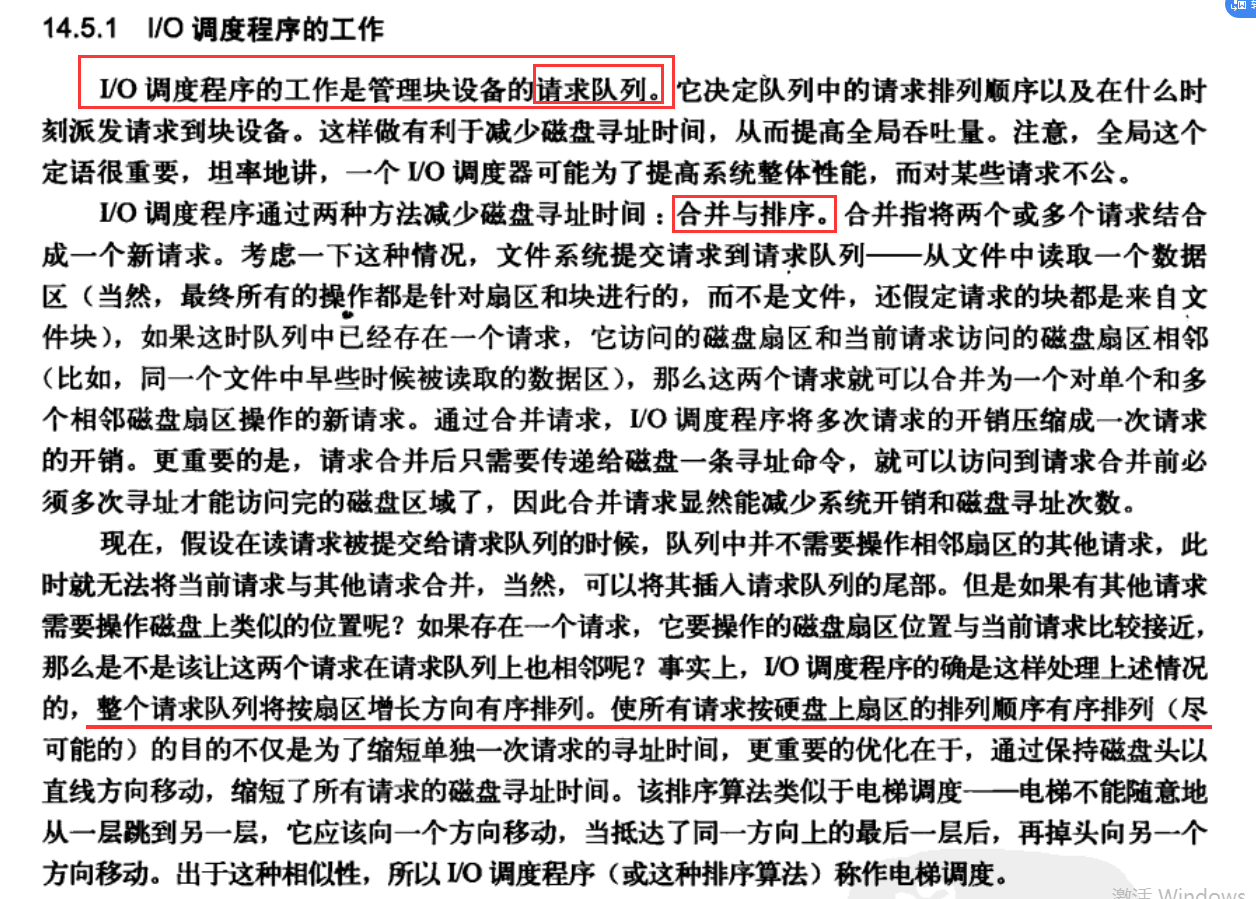 14.5.1 I/O 调度程序的工作
I/O 调度程序的工作是管理块设备的请求队列。它决定队列中的请求排列顺序以及在什么时
刻派发请求到块设备。这样做有利于减少磁盘寻址时间，从而提高全局吞吐量。注意，全局这个
定语很重要，坦率地讲，一个 I/O 调度器可能为了提高系统整体性能，而对某些请求不公。
I/O 调度程序通过两种方法减少磁盘寻址时间：合并与排序。合并指将两个或多个请求结合
成一个新请求。考虑一下这种情况，文件系统提交请求到请求队列——从文件中读取一个数据
区（当然，最终所有的操作都是针对扇区和块进行的，而不是文件，还假定请求的块都是来自文
件块），如果这时队列中已经存在一个请求，它访问的磁盘扇区和当前请求访问的磁盘扇区相邻
（比如，同一个文件中早些时候被读取的数据区），那么这两个请求就可以合并为一个对单个和多
个相邻磁盘扇区操作的新请求。通过合并请求，I/O 调度程序将多次请求的开销压缩成一次请求
的开销。更重要的是，请求合并后只需要传递给磁盘一条寻址命令，就可以访问到请求合并前必
须多次寻址才能访问完的磁盘区域了，因此合并请求显然能减少系统开销和磁盘寻址次数。
现在，假设在读请求被提交给请求队列的时候，队列中并不需要操作相邻扇区的其他请求，此
时就无法将当前请求与其他请求合并，当然，可以将其插入请求队列的尾部。但是如果有其他请求
需要操作磁盘上类似的位置呢？如果存在一个请求，它要操作的磁盘扇区位置与当前请求比较接近，
那么是不是该让这两个请求在请求队列上也相邻呢？事实上，I/O 调度程序的确是这样处理上述情况
的，整个请求队列将按扇区增长方向有序排列。使所有请求按硬盘上扇区的排列顺序有序排列（尽
可能的）的目的不仅是为了缩短单独一次请求的寻址时间，更重要的优化在于，通过保持磁盘头以
直线方向移动，缩短了所有请求的磁盘寻址时间。该排序算法类似于电梯调度——电梯不能随意地
从一层跳到另一层，它应该向一个方向移动，当抵达了同一方向上的最后一层后，再掉头向另一个
方向移动。出于这种相似性，所以 I/O 调度程序（或这种排序算法）称作电梯调度。
激活 Windows